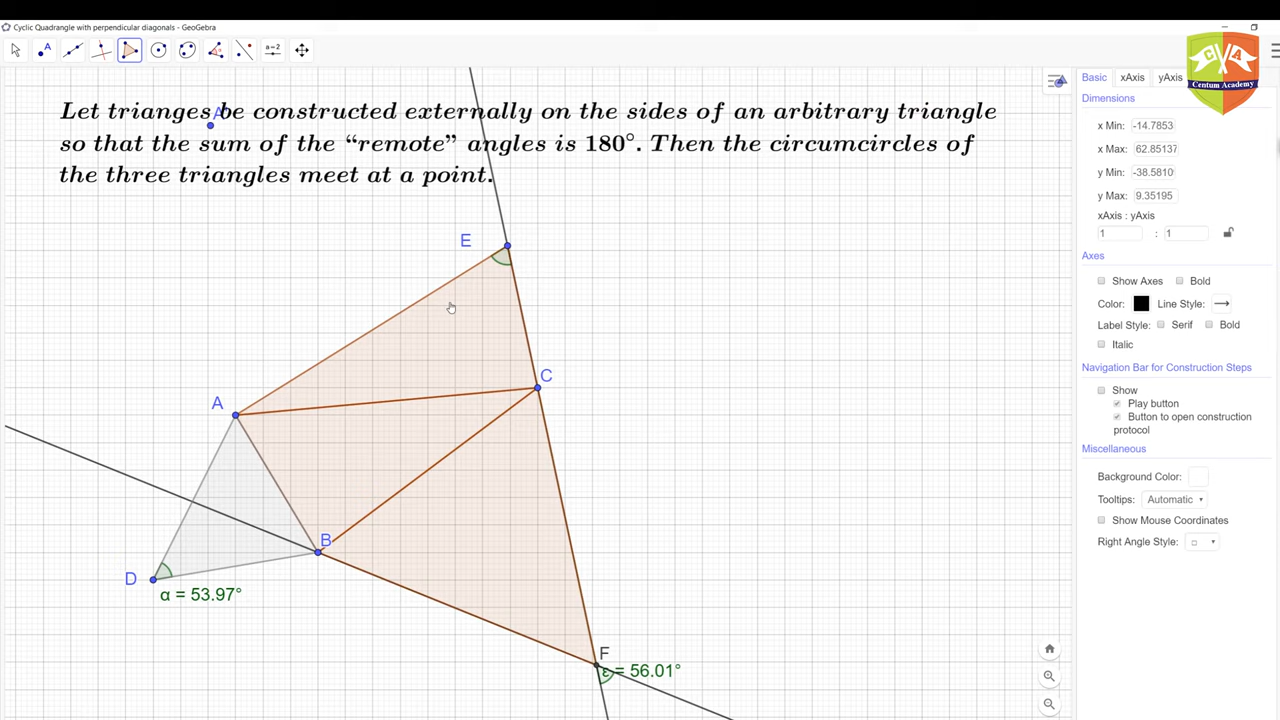 Cyclic Quadrangle with perpendicular diagonals - GeoGebra
A
a=2
CVA
Centum Academy
Let trianges be constructed externally on the sides of an arbitrary triangle
so that the sum of the “remote” angles is 180°. Then the circumcircles of
the three triangles meet at a point.
E
C
A
B
D
α = 53.97°
F
ε = 56.01°
Basic xAxis yAxis
Dimensions
x Min: -14.7853
x Max: 62.85137
y Min: -38.5810
y Max: 9.35195
xAxis : yAxis
1 : 1
Axes
Show Axes Bold
Color: Line Style:
Label Style: Serif Bold
Italic
Navigation Bar for Construction Steps
Show
Play button
Button to open construction
protocol
Miscellaneous
Background Color:
Tooltips: Automatic
Show Mouse Coordinates
Right Angle Style: